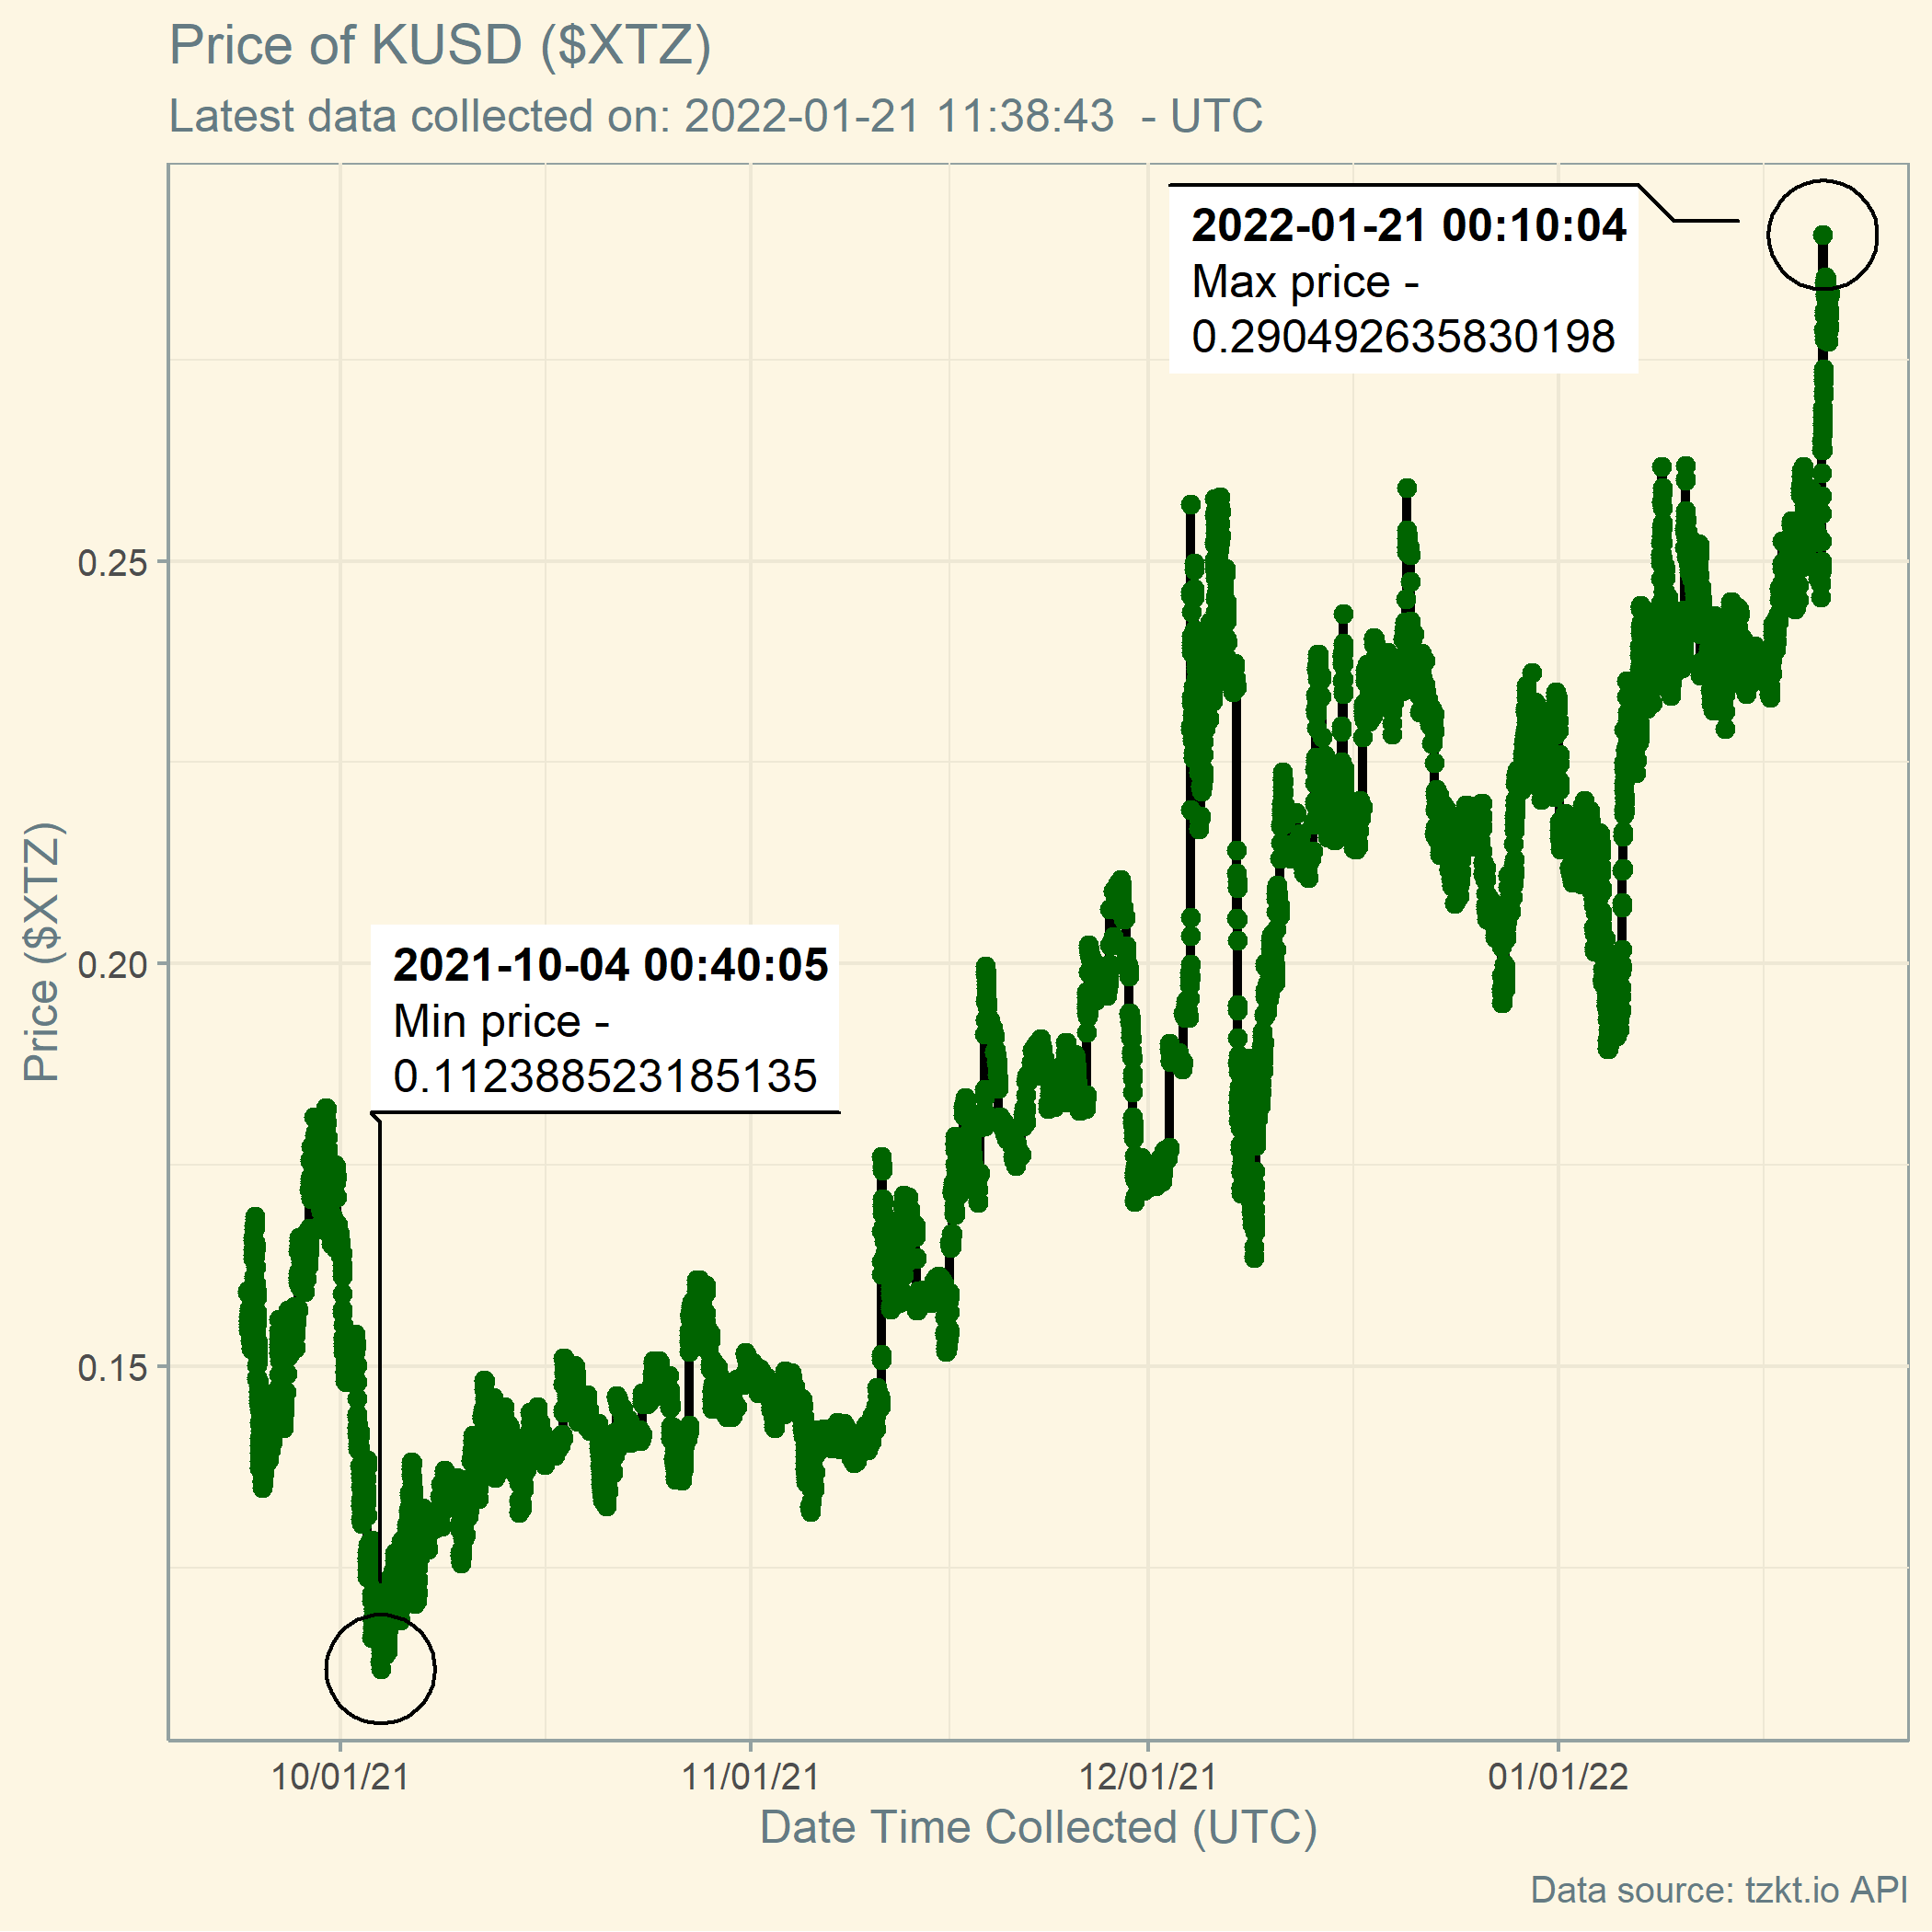 Price of KUSD ($XTZ)
Latest data collected on: 2022-01-21 11:38:43  - UTC
2022-01-21 00:10:04
Max price -
0.290492635830198
0.25
0.20
0.15
Price ($XTZ)
2021-10-04 00:40:05
Min price -
0.112388523185135
10/01/21
11/01/21
12/01/21
01/01/22
Date Time Collected (UTC)
Data source: tzkt.io API